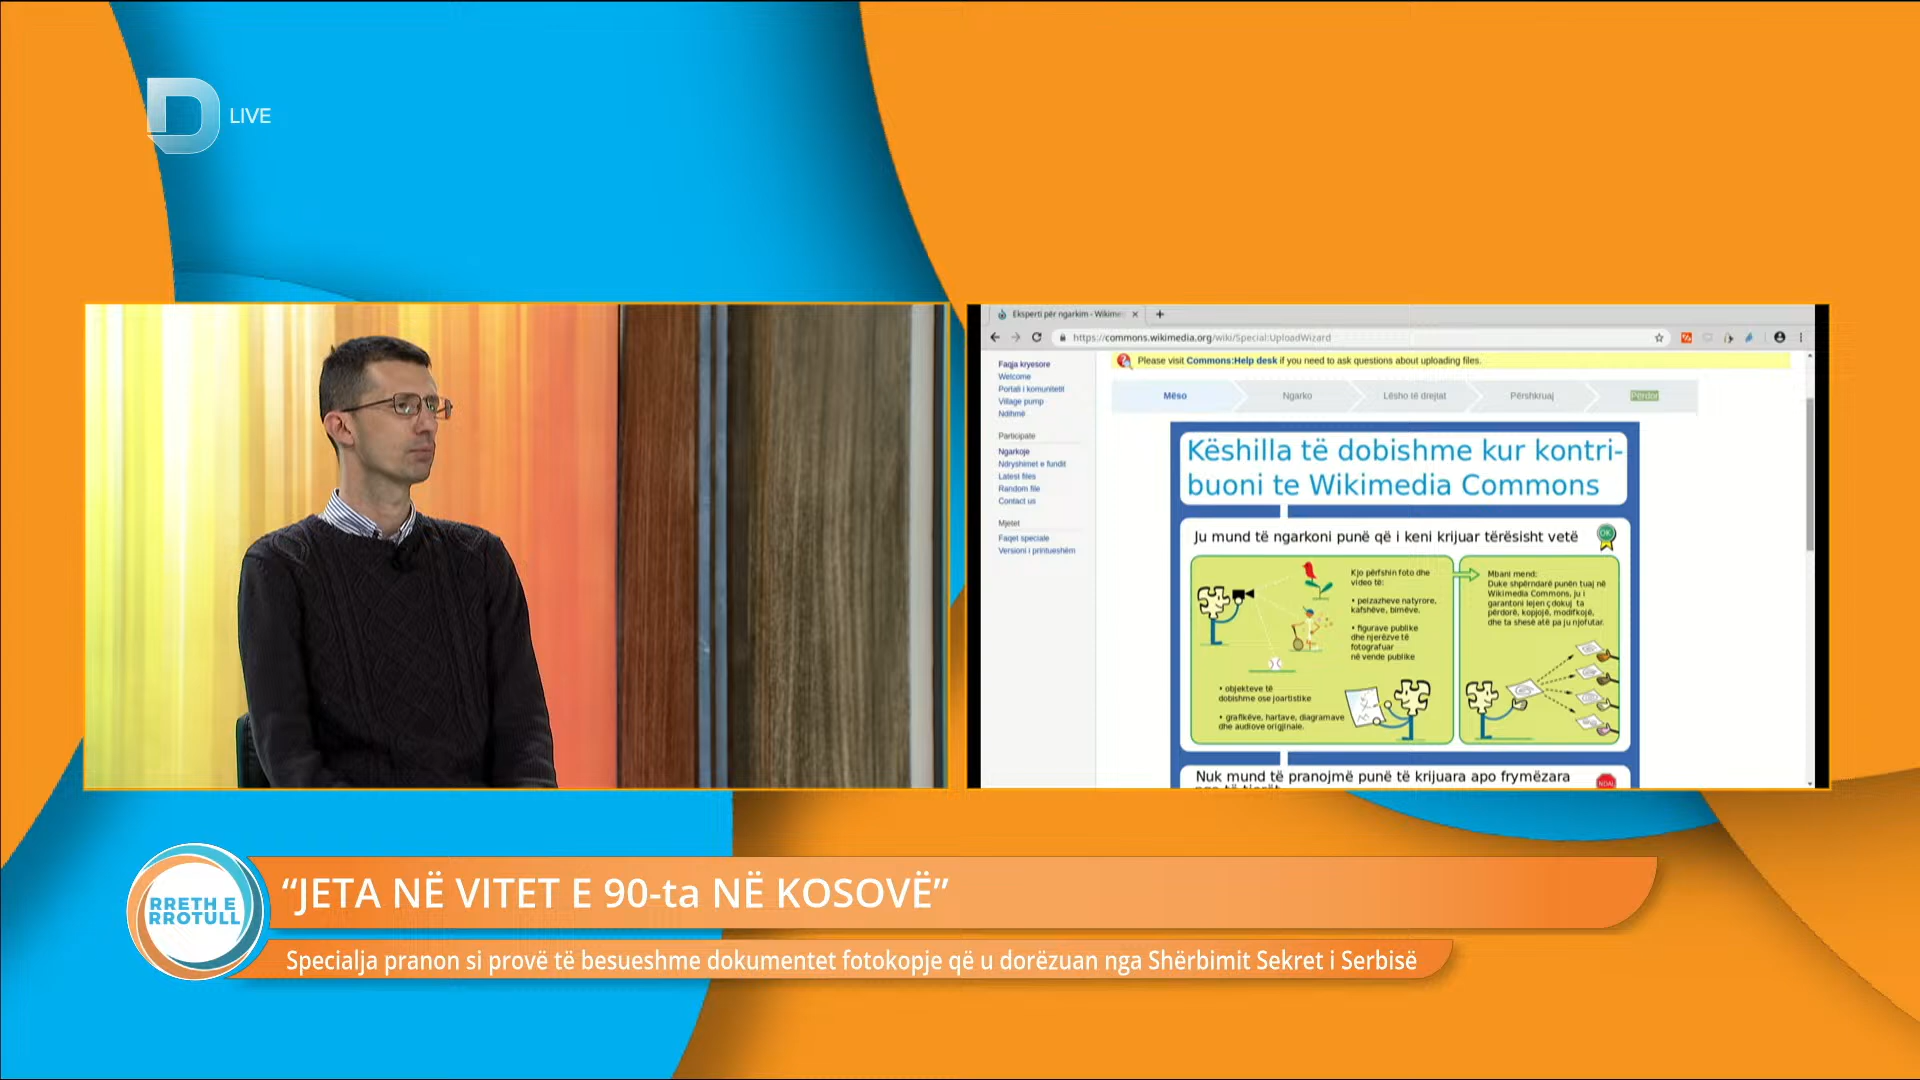 D LIVE
Eksperti për ngarkim - Wikime
https://commons.wikimedia.org/wiki/Special:UploadWizard
Please visit Commons:Help desk if you need to ask questions about uploading files.
Faqja kryesore
Welcome
Portali i komunitetit
Village pump
Ndihmë
Participate
Ngarkoje
Ndryshimet e fundit
Latest files
Random file
Contact us
Mjetet
Faqet speciale
Versioni i printueshëm
Mëso
Ngarko
Lësho të drejtat
Përshkruaj
Përdor
Këshilla të dobishme kur kontri-
buoni te Wikimedia Commons
Ju mund të ngarkoni punë që i keni krijuar tërësisht vetë
OK
Kjo përfshin foto dhe
video të:
• peizazheve natyrore,
kafshëve, bimëve.
• figurave publike
dhe njerëzve të
fotografuar
në vende publike
• objekteve të
dobishme ose joartistike
• grafikëve, hartave, diagramave
dhe audiove origjinale.
Mbani mend:
Duke shpërndarë punën tuaj në
Wikimedia Commons, ju i
garantoni lejen çdokuj ta
përdorë, kopjojë, modifikojë,
dhe ta shesë atë pa ju njoftuar.
Nuk mund të pranojmë punë të krijuara apo frymëzara
nga të tjerët
NDAL
RRETH E
RROTULL
“JETA NË VITET E 90-ta NË KOSOVË”
Specialja pranon si provë të besueshme dokumentet fotokopje që u dorëzuan nga Shërbimit Sekret i Serbisë